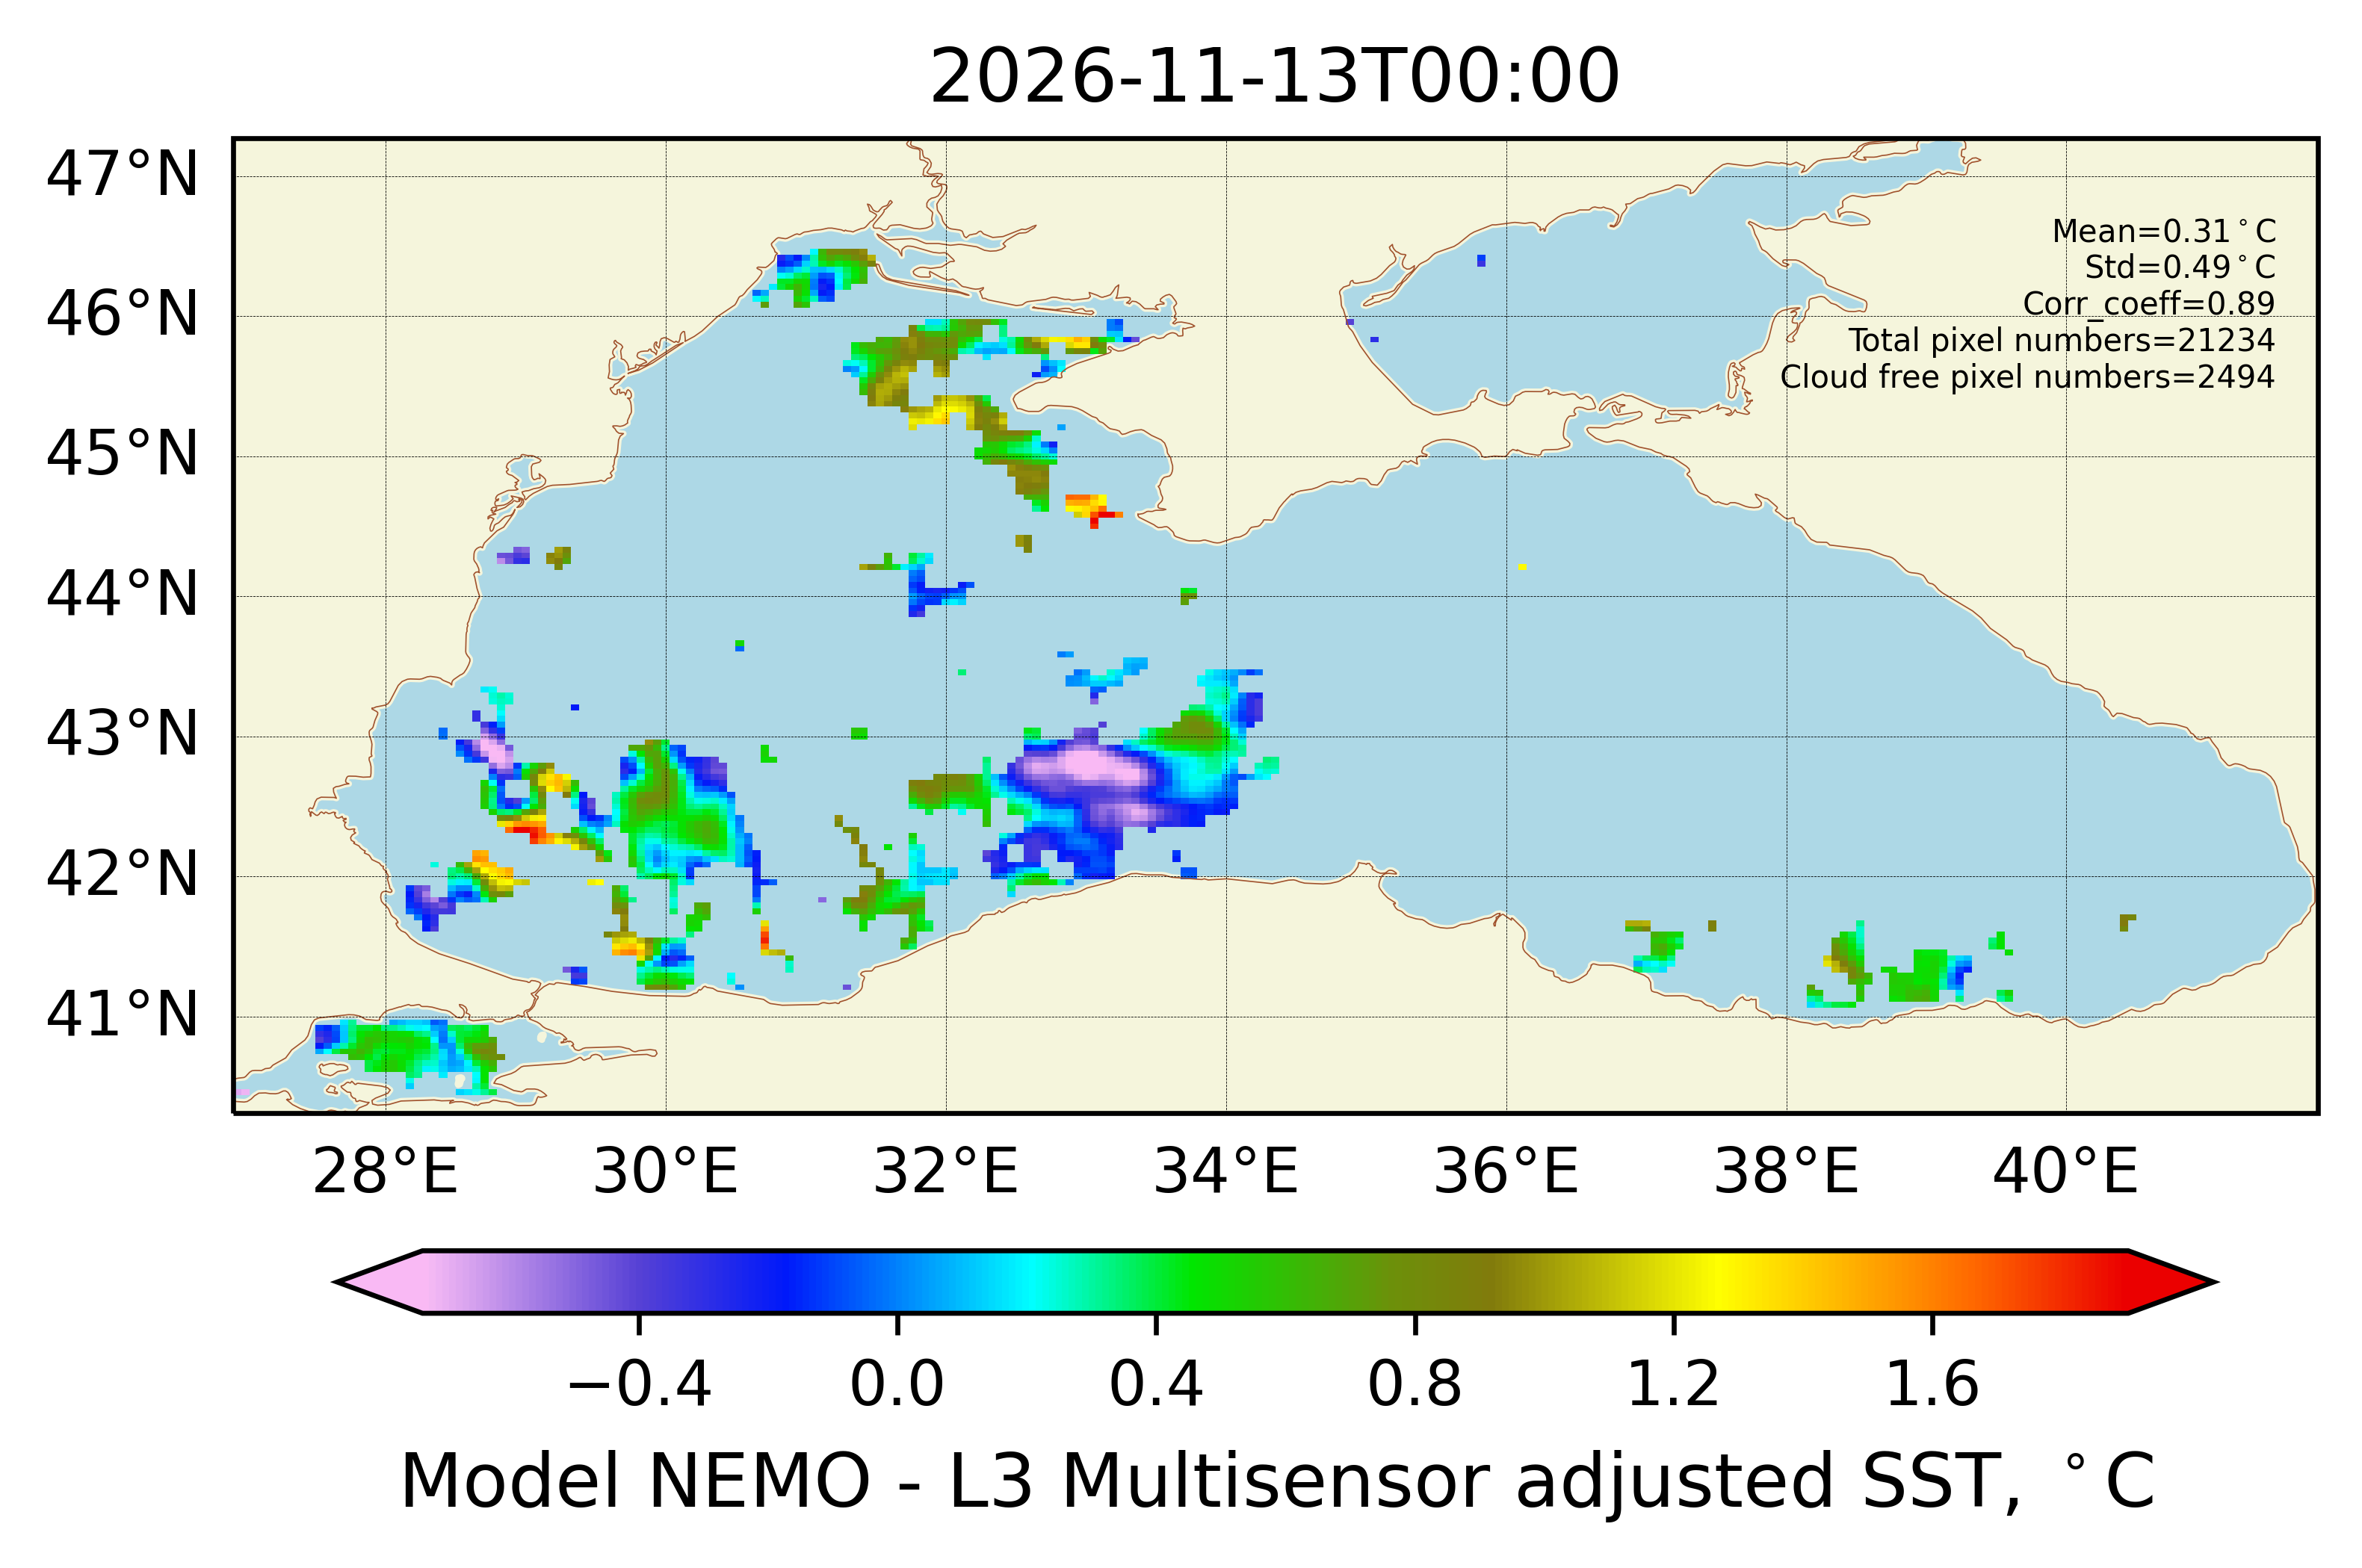 2026-11-13T00:00
47°N
46°N
45°N
44°N
43°N
42°N
41°N
Mean=0.31°C
Std=0.49°C
Corr_coeff=0.89
Total pixel numbers=21234
Cloud free pixel numbers=2494
28°E 30°E 32°E 34°E 36°E 38°E 40°E
−0.4 0.0 0.4 0.8 1.2 1.6
Model NEMO - L3 Multisensor adjusted SST, °C